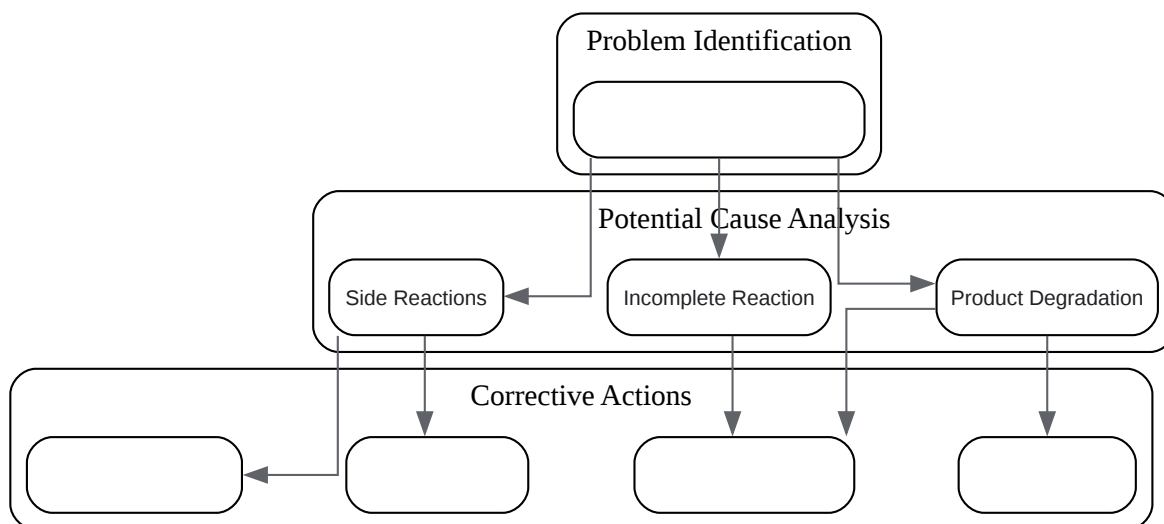 Problem Identification
Potential Cause Analysis
Side Reactions
Incomplete Reaction
Product Degradation
Corrective Actions